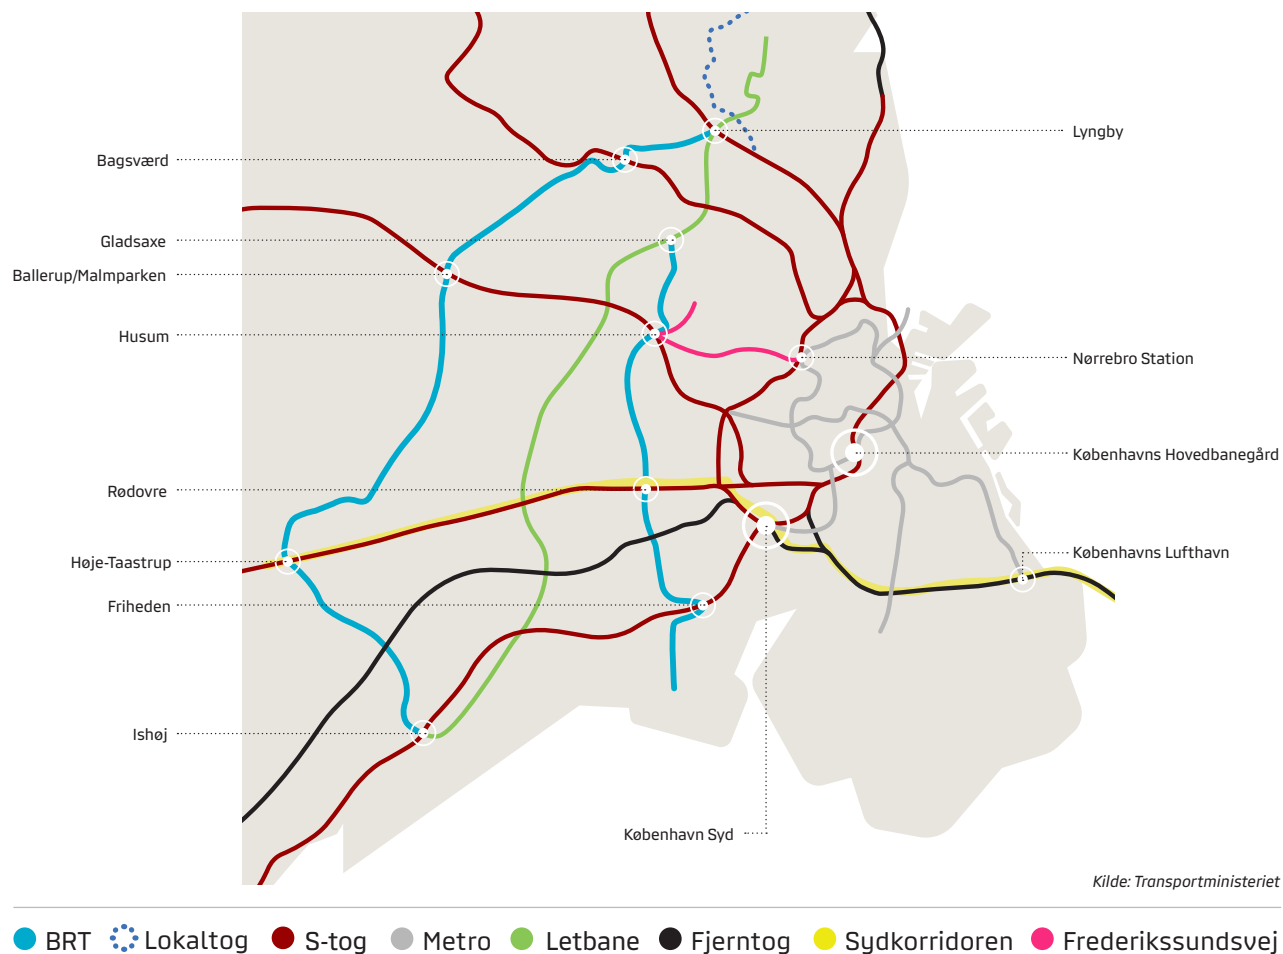 Lyngby
Bagsværd
Gladsaxe
Ballerup/Malmparken
Husum
Nørrebro Station
Københavns Hovedbanegård
Rødovre
Københavns Lufthavn
Høje-Taastrup
Friheden
Ishøj
København Syd
Kilde: Transportministeriet
BRT Lokaltog S-tog Metro Letbane Fjerntog Sydkorridoren Frederikssundsvej